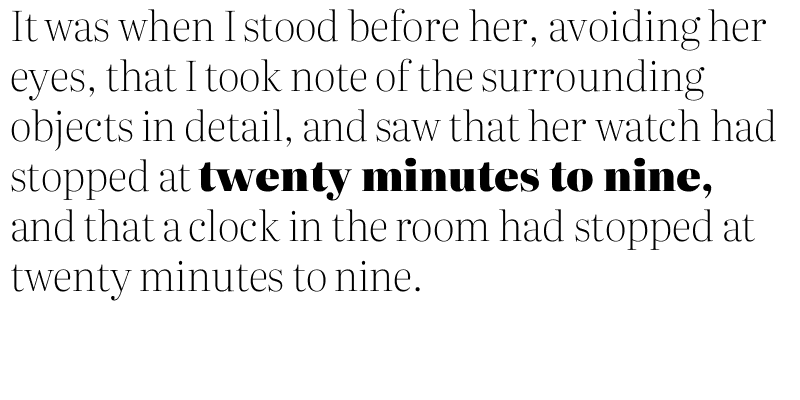 It was when I stood before her, avoiding her
eyes, that I took note of the surrounding
objects in detail, and saw that her watch had
stopped at twenty minutes to nine,
and that a clock in the room had stopped at
twenty minutes to nine.